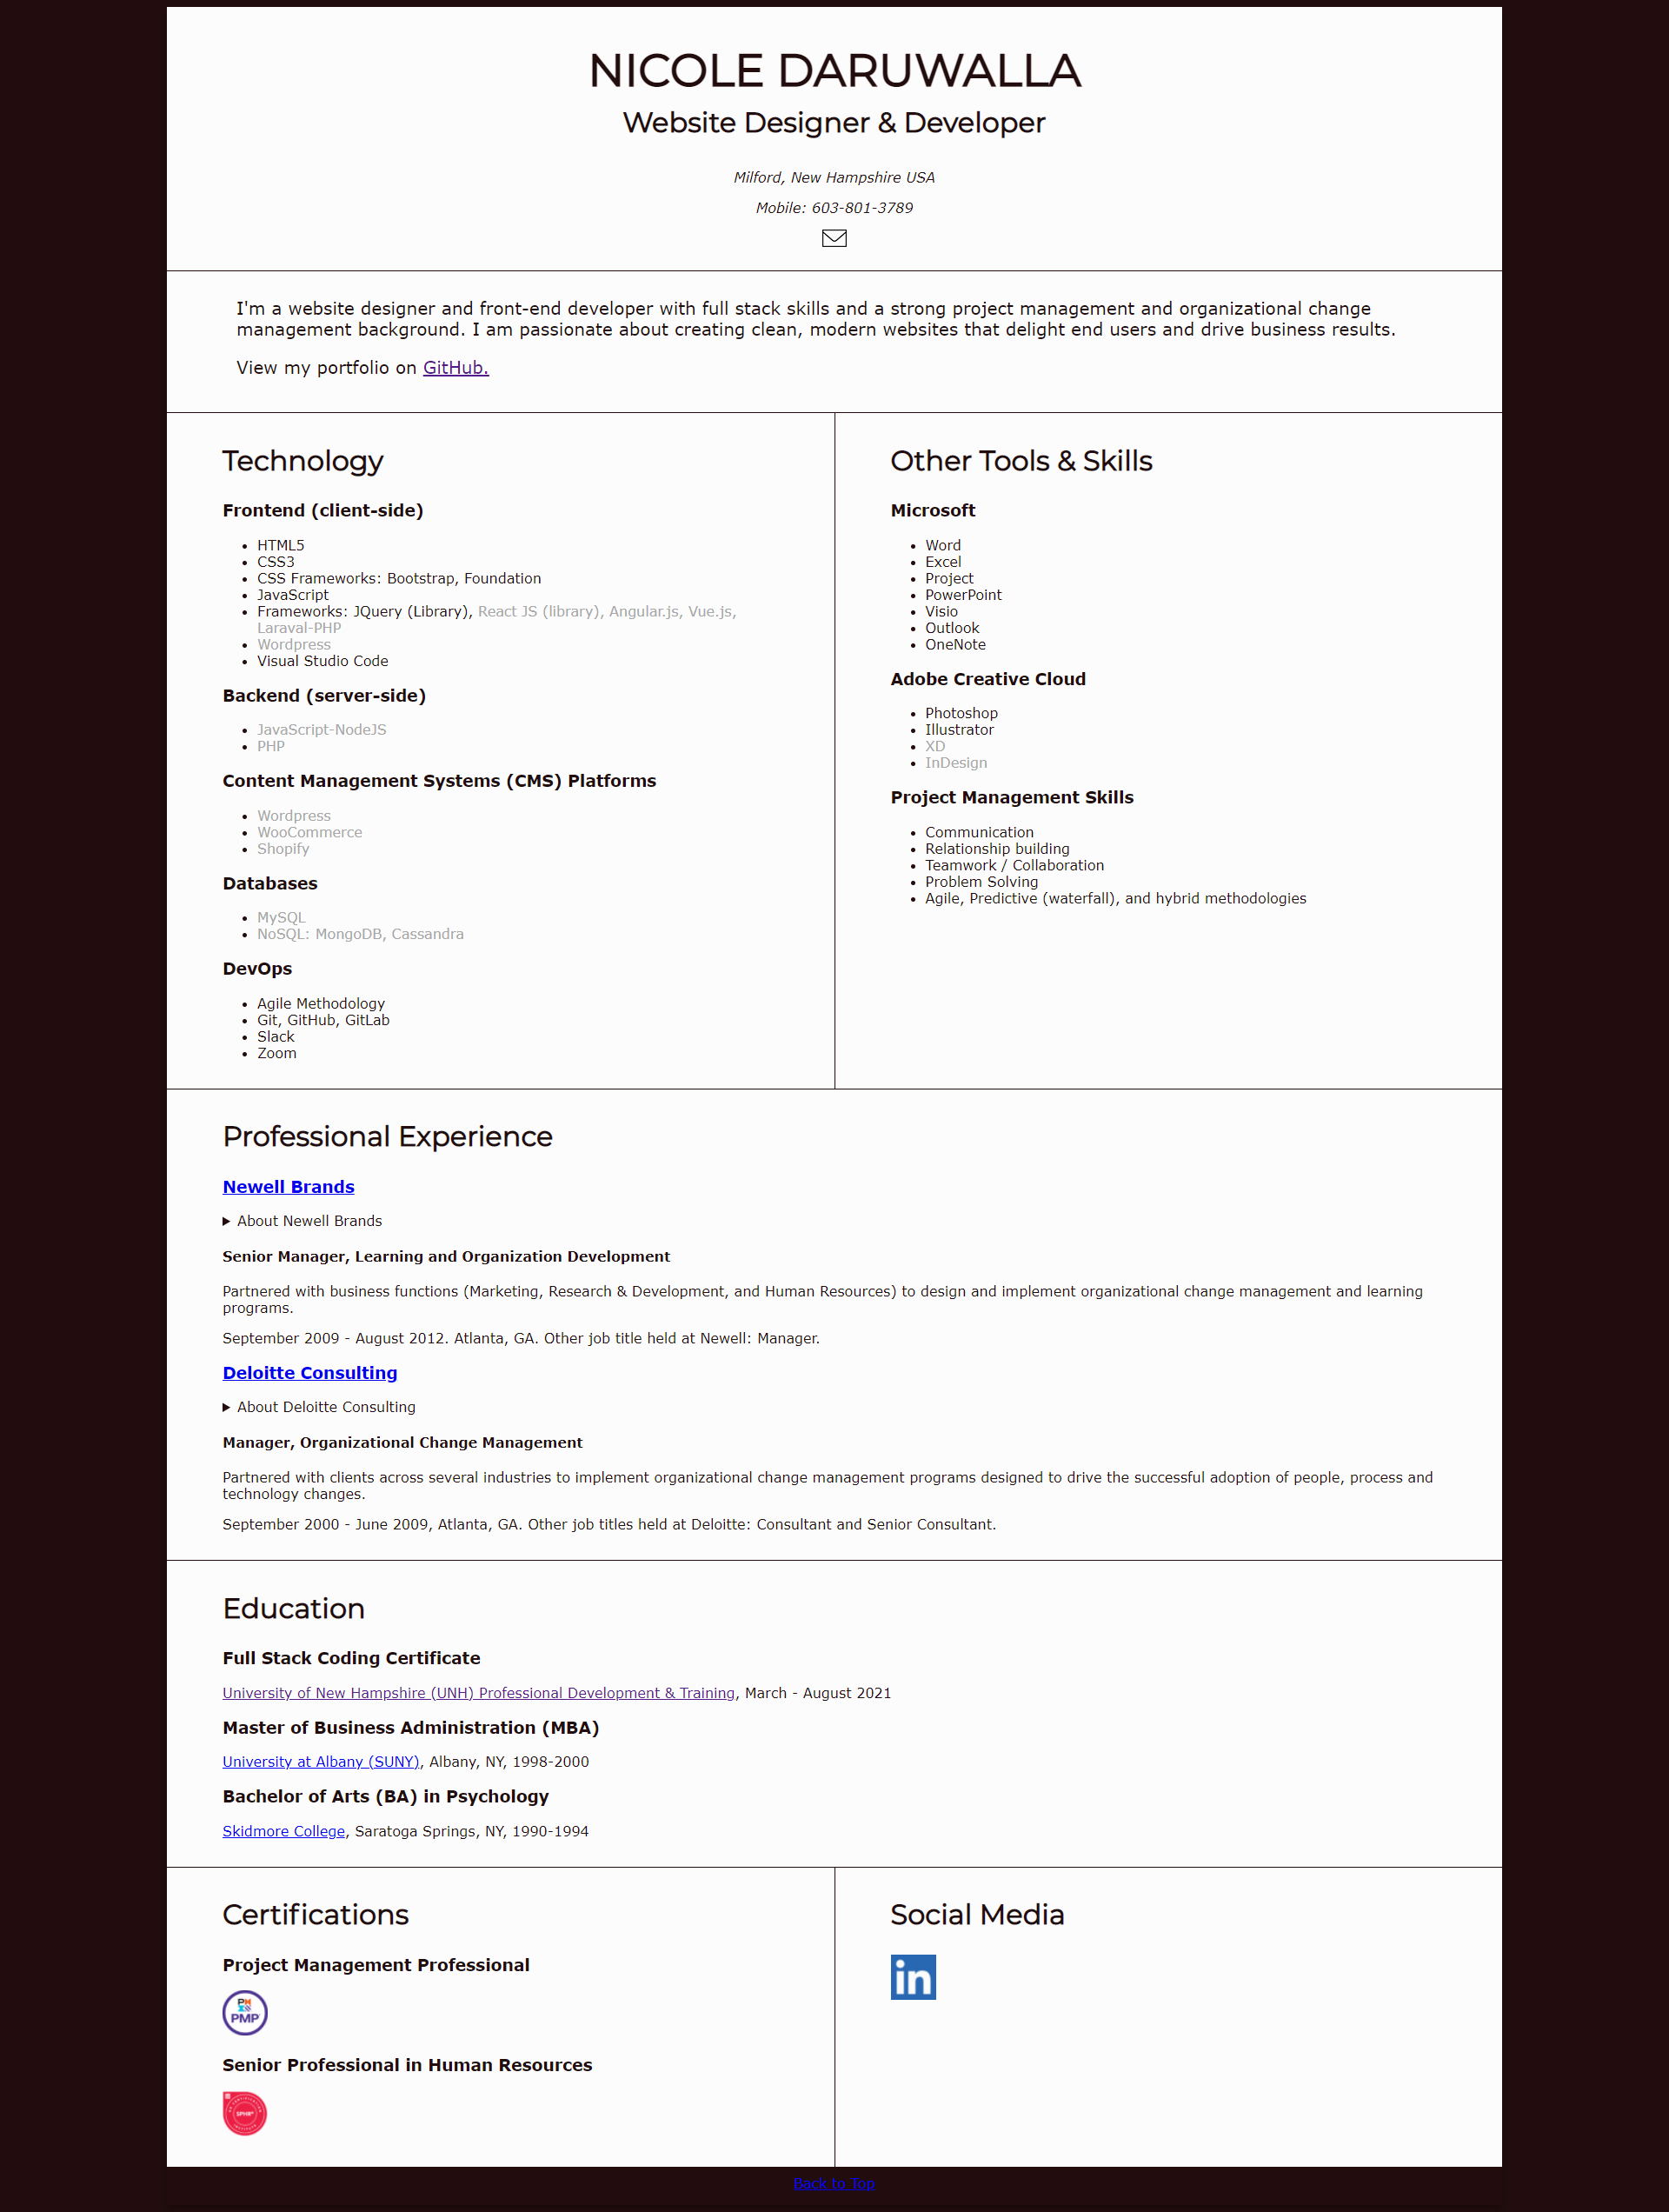 NICOLE DARUWALLA
Website Designer & Developer
Milford, New Hampshire USA
Mobile: 603-801-3789
I'm a website designer and front-end developer with full stack skills and a strong project management and organizational change
management background. I am passionate about creating clean, modern websites that delight end users and drive business results.
View my portfolio on GitHub.
Technology
Frontend (client-side)
HTML5
CSS3
CSS Frameworks: Bootstrap, Foundation
JavaScript
Frameworks: JQuery (Library), React JS (library), Angular.js, Vue.js,
Laraval-PHP
Wordpress
Visual Studio Code
Backend (server-side)
JavaScript-NodeJS
PHP
Content Management Systems (CMS) Platforms
Wordpress
WooCommerce
Shopify
Databases
MySQL
NoSQL: MongoDB, Cassandra
DevOps
Agile Methodology
Git, GitHub, GitLab
Slack
Zoom
Other Tools & Skills
Microsoft
Word
Excel
Project
PowerPoint
Visio
Outlook
OneNote
Adobe Creative Cloud
Photoshop
Illustrator
XD
InDesign
Project Management Skills
Communication
Relationship building
Teamwork / Collaboration
Problem Solving
Agile, Predictive (waterfall), and hybrid methodologies
Professional Experience
Newell Brands
About Newell Brands
Senior Manager, Learning and Organization Development
Partnered with business functions (Marketing, Research & Development, and Human Resources) to design and implement organizational change management and learning
programs.
September 2009 - August 2012. Atlanta, GA. Other job title held at Newell: Manager.
Deloitte Consulting
About Deloitte Consulting
Manager, Organizational Change Management
Partnered with clients across several industries to implement organizational change management programs designed to drive the successful adoption of people, process and
technology changes.
September 2000 - June 2009, Atlanta, GA. Other job titles held at Deloitte: Consultant and Senior Consultant.
Education
Full Stack Coding Certificate
University of New Hampshire (UNH) Professional Development & Training, March - August 2021
Master of Business Administration (MBA)
University at Albany (SUNY), Albany, NY, 1998-2000
Bachelor of Arts (BA) in Psychology
Skidmore College, Saratoga Springs, NY, 1990-1994
Certifications
Project Management Professional
PMP
Senior Professional in Human Resources
Social Media
in
Back to Top